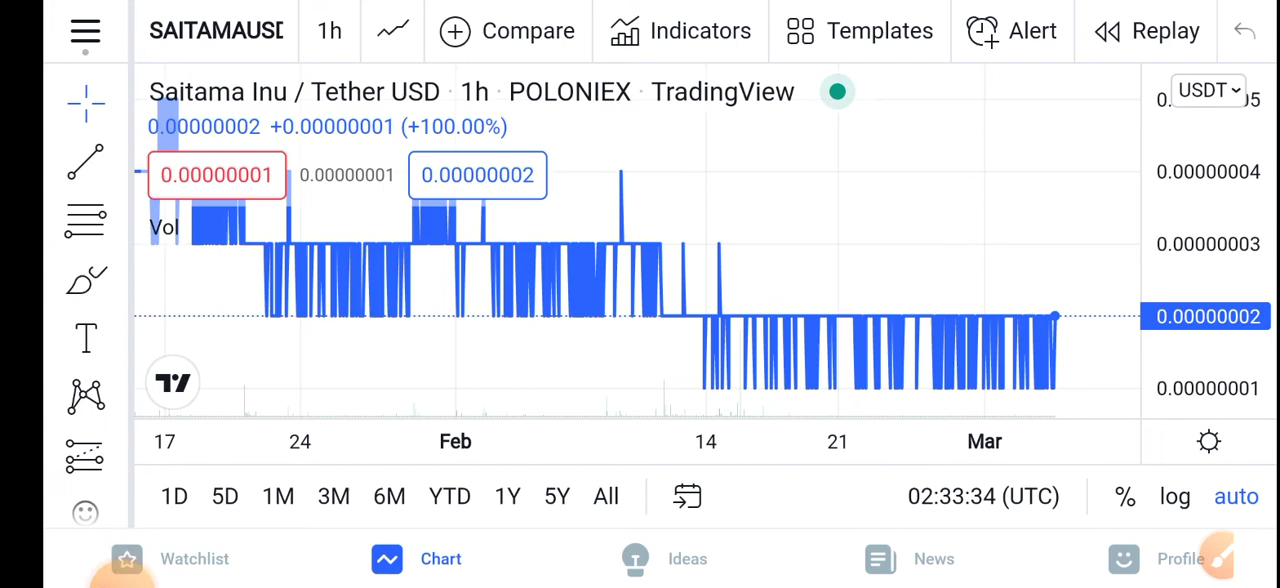 SAITAMAUSD 1h Compare Indicators Templates Alert Replay
Saitama Inu / Tether USD · 1h · POLONIEX · TradingView
USDT
0.00000002 +0.00000001 (+100.00%)
0.00000001 0.00000001 0.00000002
0.00000004
Vol
0.00000003
T
0.00000002
0.00000001
17 24 Feb 14 21 Mar
1D 5D 1M 3M 6M YTD 1Y 5Y All 02:33:34 (UTC) % log auto
Watchlist Chart Ideas News Profile